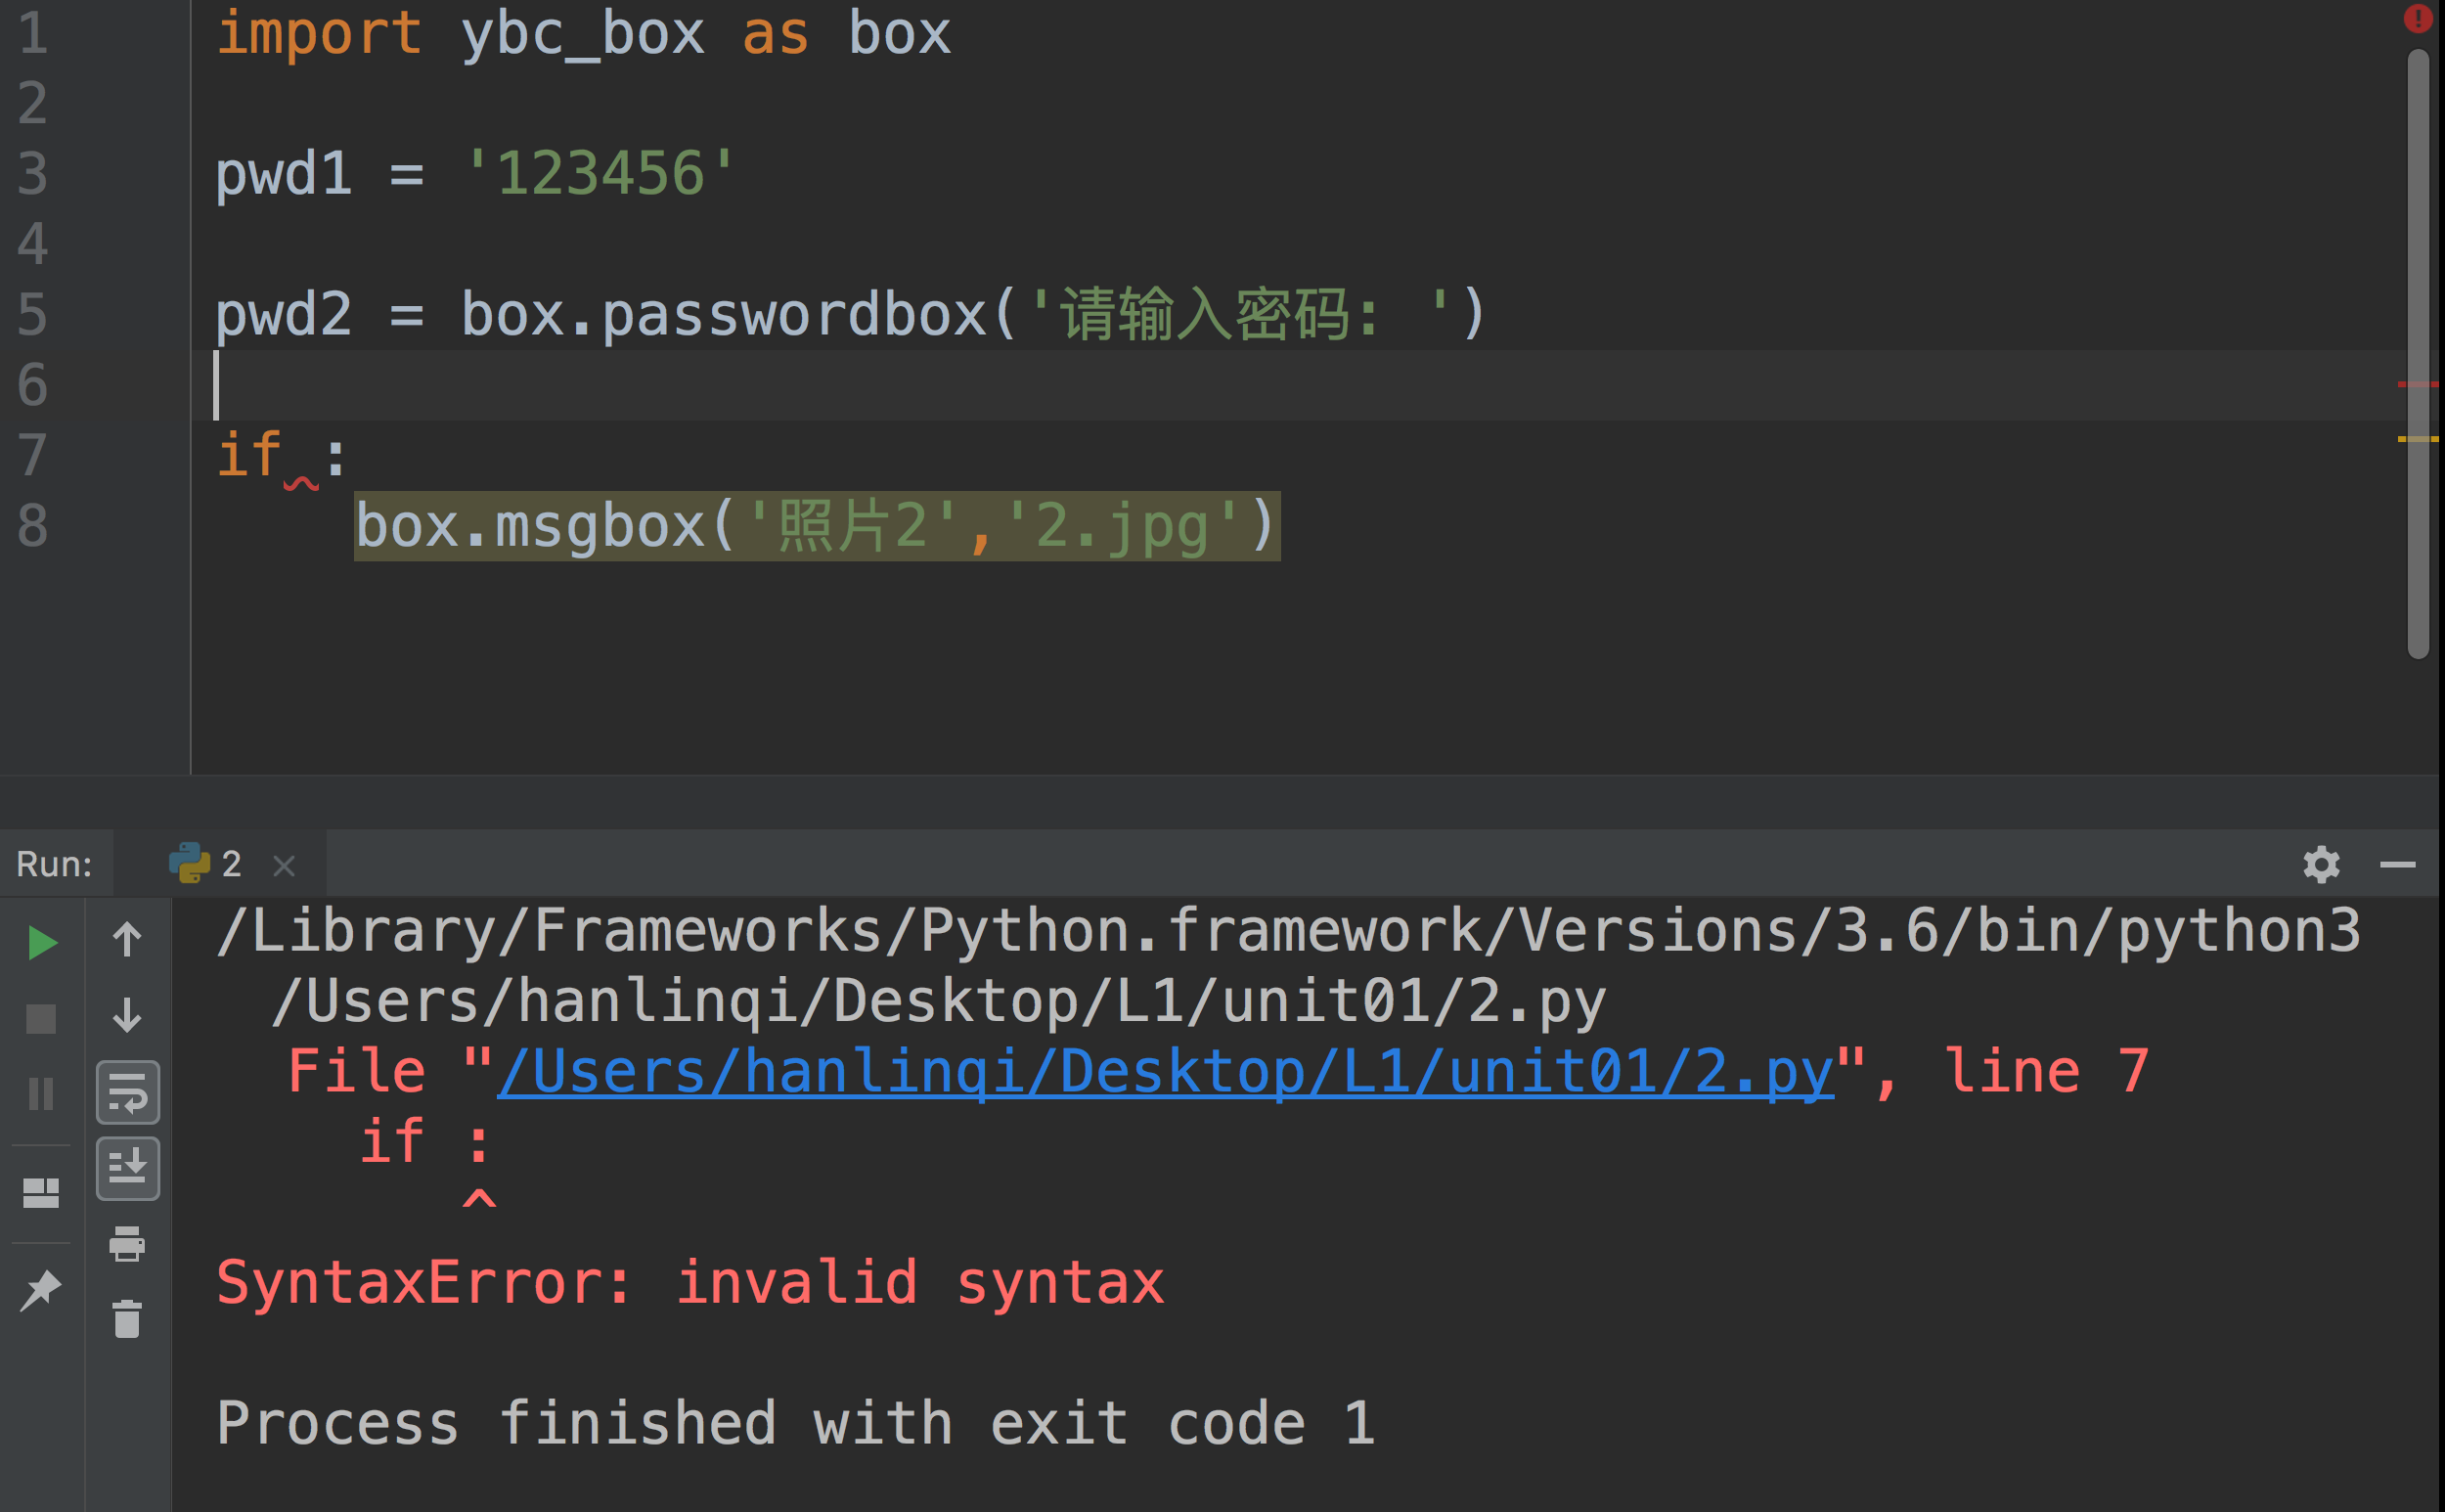 1 import ybc_box as box
2
3 pwd1 = '123456'
4
5 pwd2 = box.passwordbox('请输入密码：')
6
7 if :
8     box.msgbox('照片2','2.jpg')
Run: 2
/Library/Frameworks/Python.framework/Versions/3.6/bin/python3
/Users/hanlinqi/Desktop/L1/unit01/2.py
File "/Users/hanlinqi/Desktop/L1/unit01/2.py", line 7
if :
^
SyntaxError: invalid syntax
Process finished with exit code 1